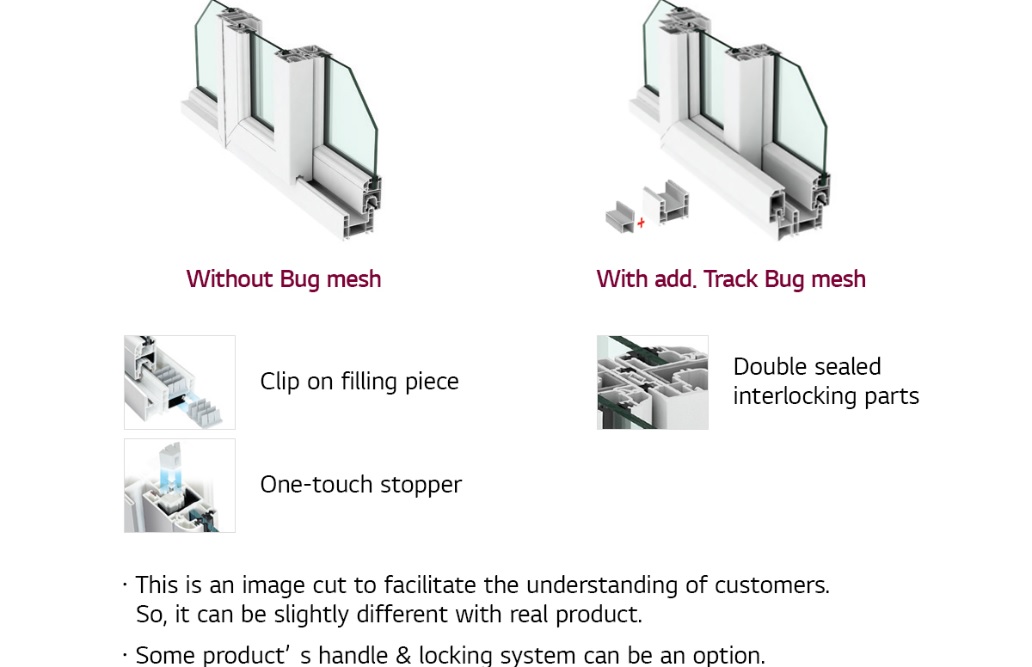 Without Bug mesh
With add. Track Bug mesh
+
Clip on filling piece
Double sealed
interlocking parts
One-touch stopper
· This is an image cut to facilitate the understanding of customers.
So, it can be slightly different with real product.
· Some product’ s handle & locking system can be an option.